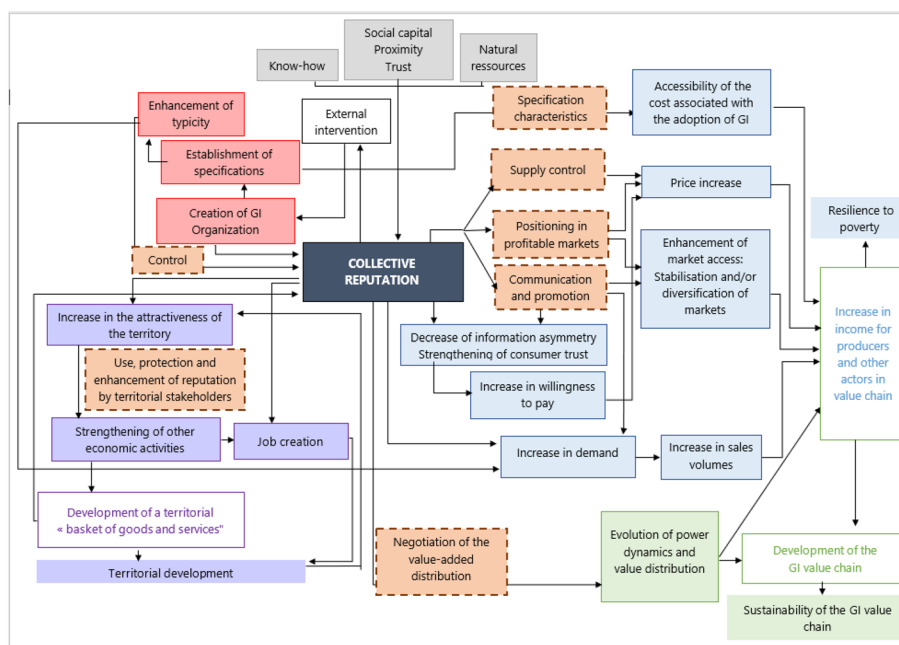 Social capital
Proximity
Trust
Know-how
Natural
ressources
Enhancement of
typicity
External
intervention
Specification
characteristics
Accessibility of the
cost associated with
the adoption of GI
Establishment of
specifications
Supply control
Price increase
Creation of GI
Organization
Positioning in
profitable markets
Resilience to
poverty
Control
COLLECTIVE
REPUTATION
Communication
and promotion
Enhancement of
market access:
Stabilisation and/or
diversification of
markets
Increase in the attractiveness of
the territory
Decrease of information asymmetry
Strengthening of consumer trust
Increase in
income for
producers
and other
actors in
value chain
Use, protection and
enhancement of reputation
by territorial stakeholders
Increase in willingness
to pay
Strengthening of other
economic activities
Job creation
Increase in demand
Increase in sales
volumes
Development of a territorial
« basket of goods and services"
Negotiation of the
value-added
distribution
Evolution of power
dynamics and
value distribution
Development of the
GI value chain
Territorial development
Sustainability of the GI value
chain